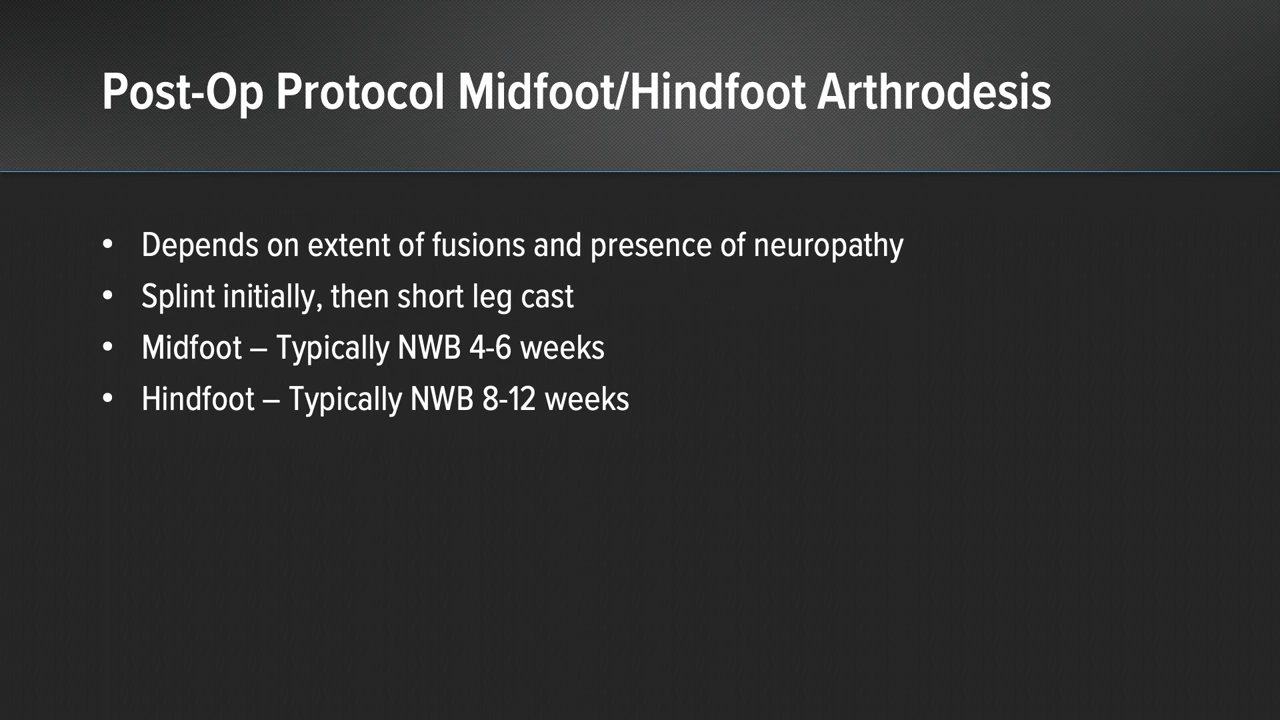 Post-Op Protocol Midfoot/Hindfoot Arthrodesis
• Depends on extent of fusions and presence of neuropathy
• Splint initially, then short leg cast
• Midfoot – Typically NWB 4-6 weeks
• Hindfoot – Typically NWB 8-12 weeks